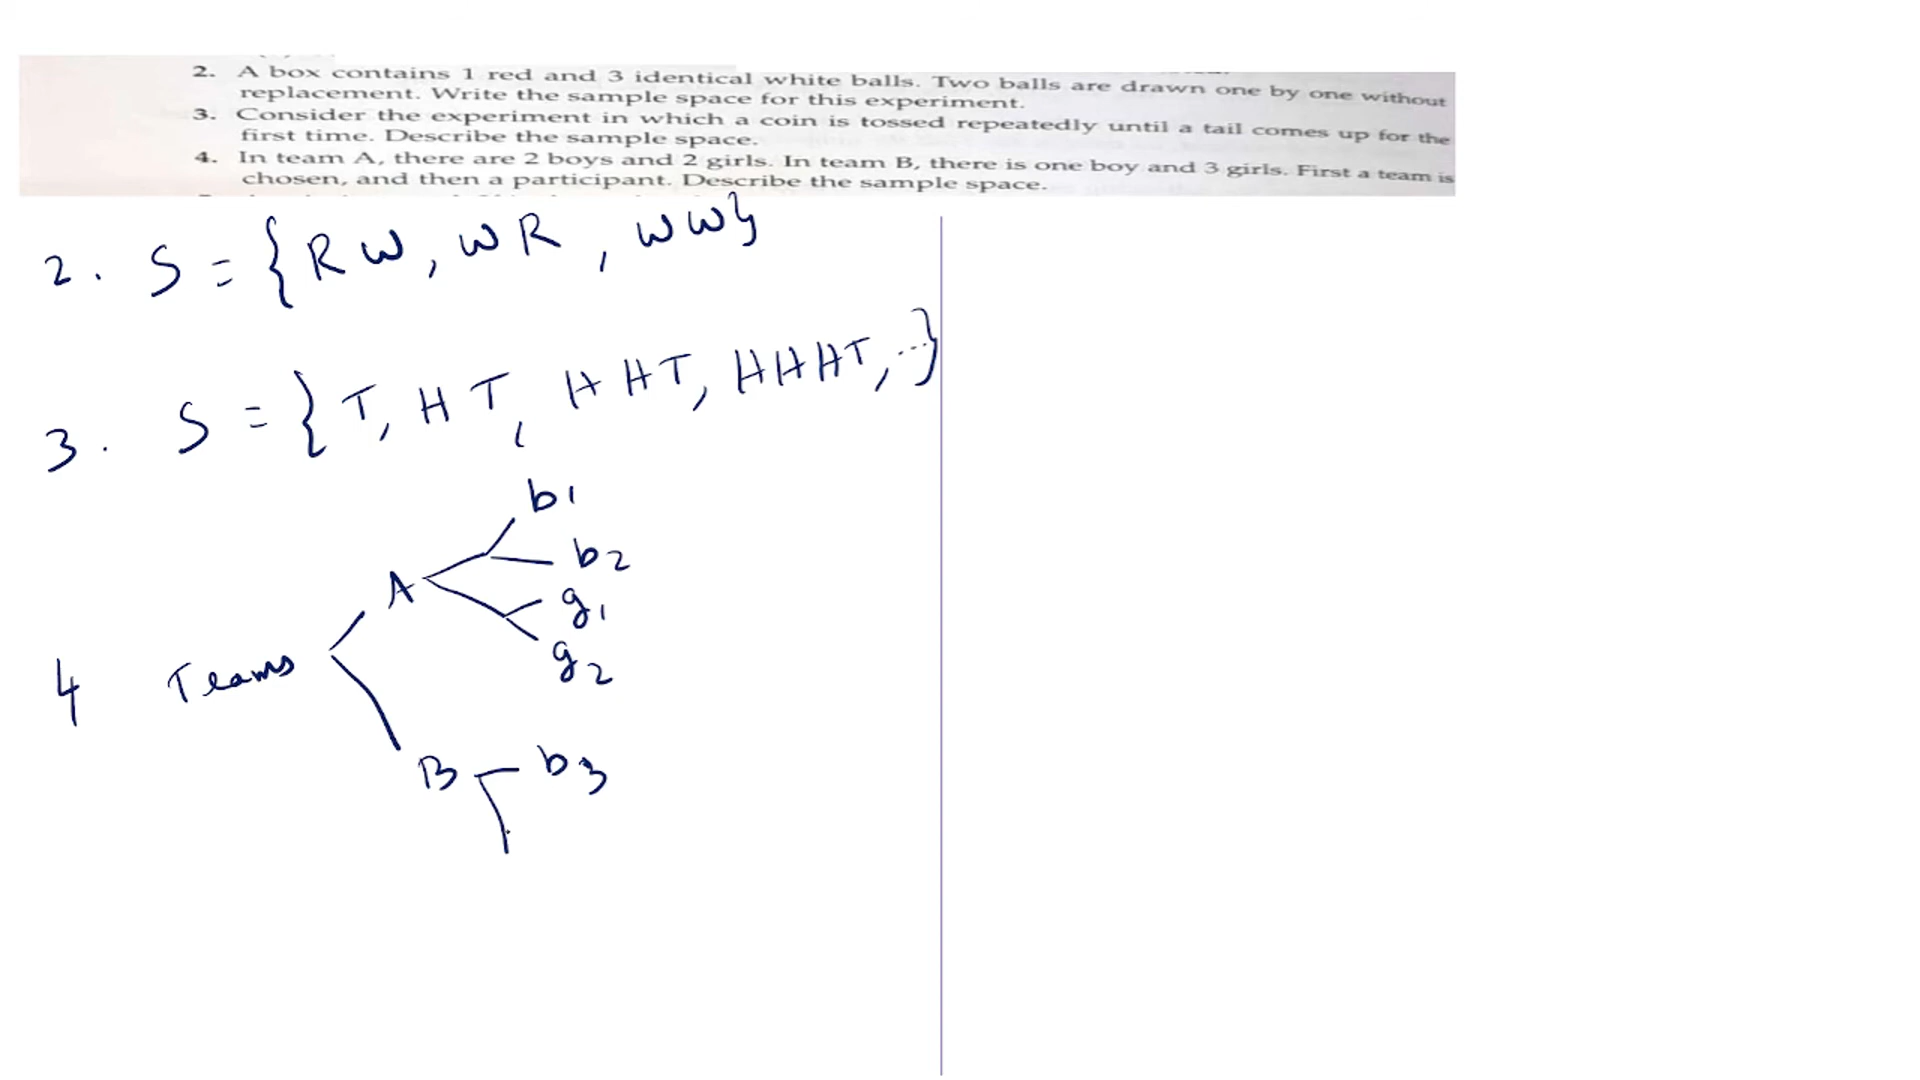 2. A box contains 1 red and 3 identical white balls. Two balls are drawn one by one without
replacement. Write the sample space for this experiment.
3. Consider the experiment in which a coin is tossed repeatedly until a tail comes up for the
first time. Describe the sample space.
4. In team A, there are 2 boys and 2 girls. In team B, there is one boy and 3 girls. First a team is
chosen, and then a participant. Describe the sample space.
2. S = {RW, WR, WW}
3. S = {T, HT, HHT, HHHT, ...}
b1
b2
A
g1
g2
4 Teams
B b3